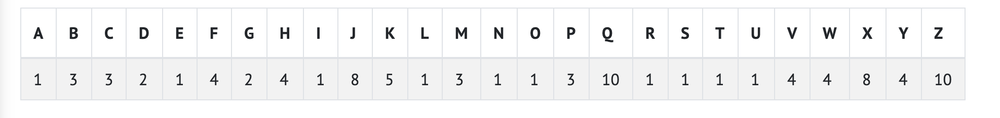 A B C D E F G H I J K L M N O P Q R S T U V W X Y Z
1 3 3 2 1 4 2 4 1 8 5 1 3 1 1 3 10 1 1 1 1 4 4 8 4 10